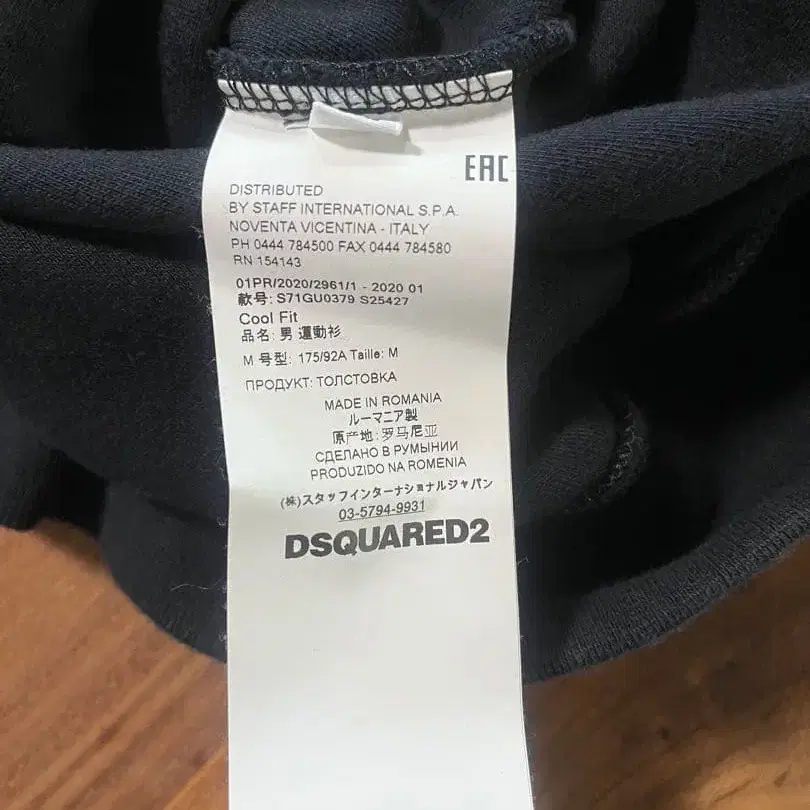 EAC
DISTRIBUTED
BY STAFF INTERNATIONAL S.P.A.
NOVENTA VICENTINA - ITALY
PH 0444 784500 FAX 0444 784580
RN 154143
01PR/2020/2961/1 - 2020 01
款号: S71GU0379 S25427
Cool Fit
品名: 男 運動衫
M 号型: 175/92A Taille: M
ПРОДУКТ: ТОЛСТОВКА
MADE IN ROMANIA
ルーマニア製
原产地: 罗马尼亚
СДЕЛАНО В РУМЫНИИ
PRODUZIDO NA ROMENIA
(株)スタッフインターナショナルジャパン
03-5794-9931
DSQUARED2